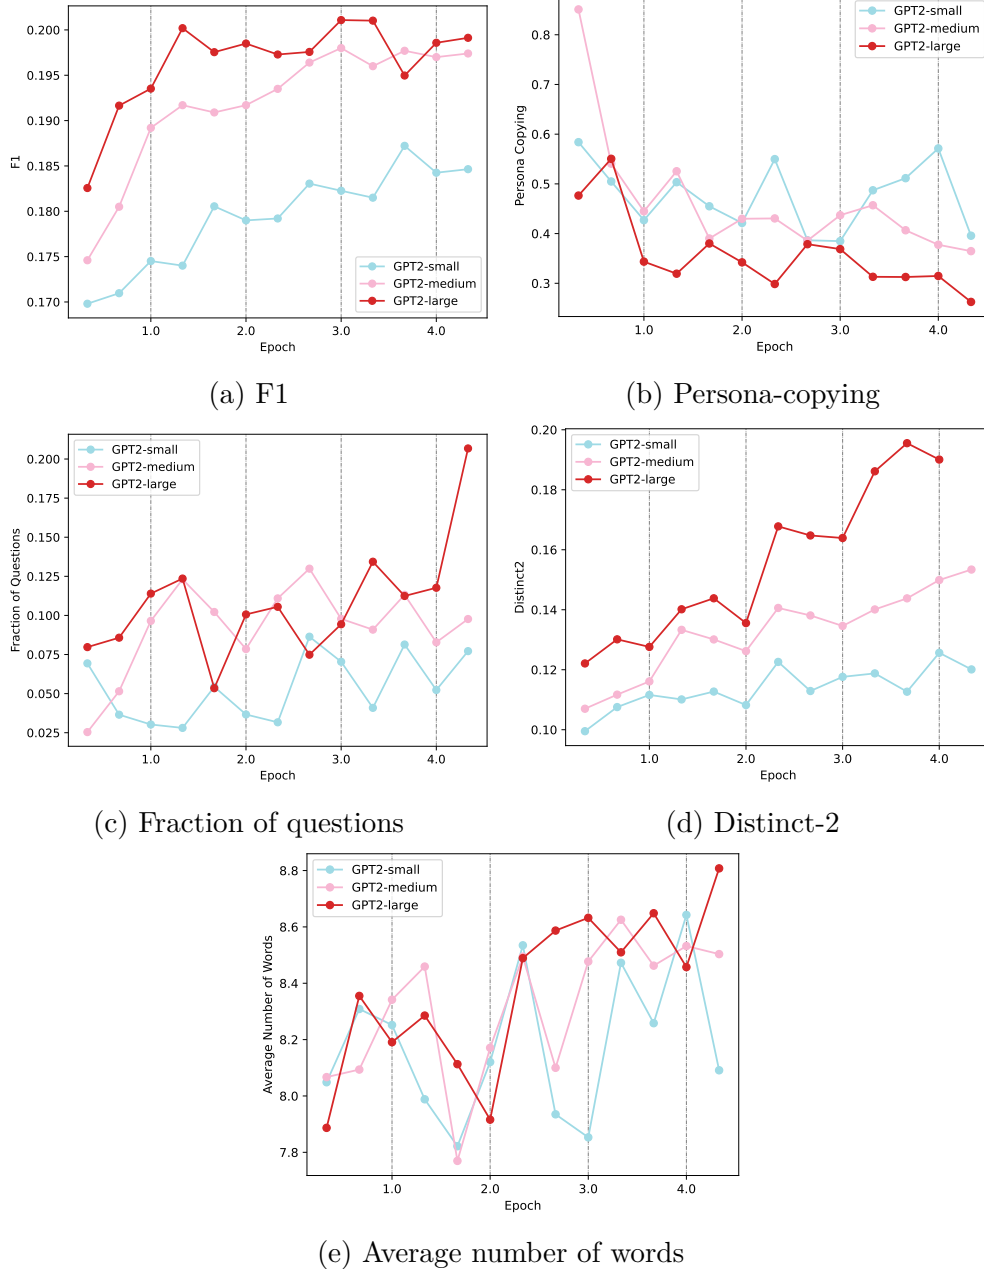 0.200
0.195
0.190
0.185
0.180
0.175
0.170
F1
GPT2-small
GPT2-medium
GPT2-large
1.0 2.0 3.0 4.0
Epoch
(a) F1
0.8
0.6
0.5
0.4
0.3
Persona Copying
GPT2-small
GPT2-medium
GPT2-large
1.0 2.0 3.0 4.0
Epoch
(b) Persona-copying
0.200
0.175
0.150
0.125
0.100
0.075
0.050
0.025
Fraction of Questions
GPT2-small
GPT2-medium
GPT2-large
1.0 2.0 3.0 4.0
Epoch
(c) Fraction of questions
0.20
0.18
0.16
0.14
0.12
0.10
Distinct2
GPT2-small
GPT2-medium
GPT2-large
1.0 2.0 3.0 4.0
Epoch
(d) Distinct-2
8.8
8.6
8.4
8.2
8.0
7.8
Average Number of Words
GPT2-small
GPT2-medium
GPT2-large
1.0 2.0 3.0 4.0
Epoch
(e) Average number of words